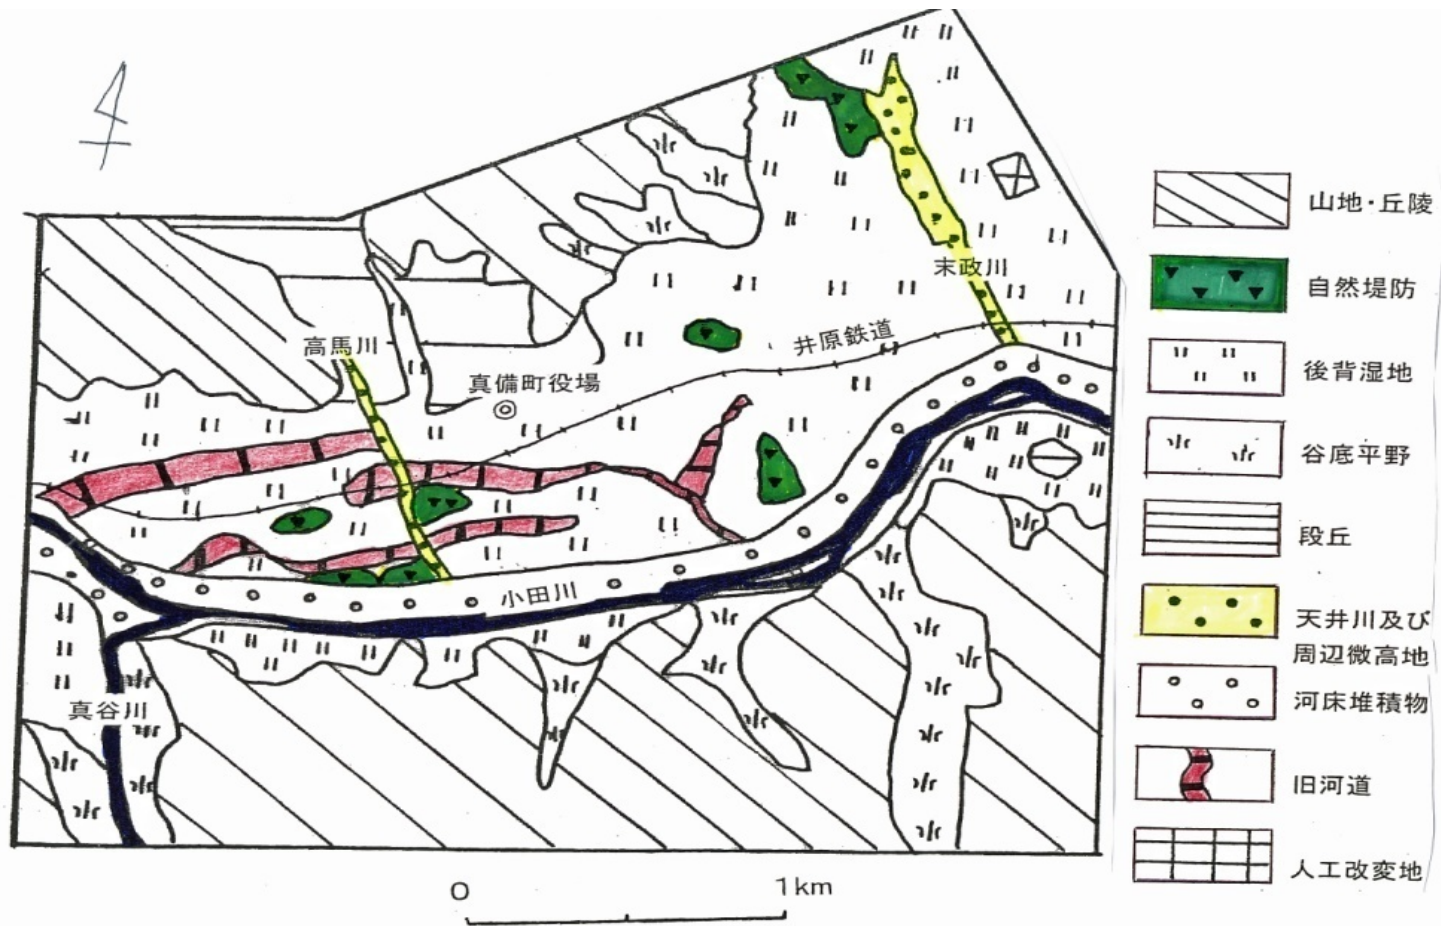 末政川
井原鉄道
高馬川
真備町役場
小田川
真谷川
0
1km
山地・丘陵
自然堤防
後背湿地
谷底平野
段丘
天井川及び
周辺微高地
河床堆積物
旧河道
人工改変地